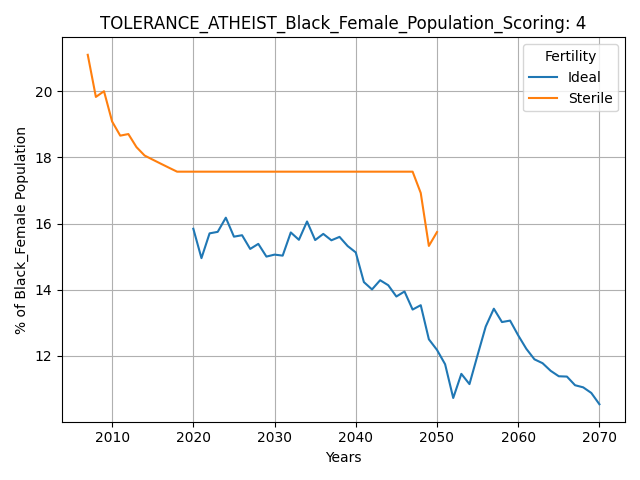 TOLERANCE_ATHEIST_Black_Female_Population_Scoring: 4
Fertility
Ideal
Sterile
% of Black_Female Population
20
18
16
14
12
2010
2020
2030
2040
2050
2060
2070
Years